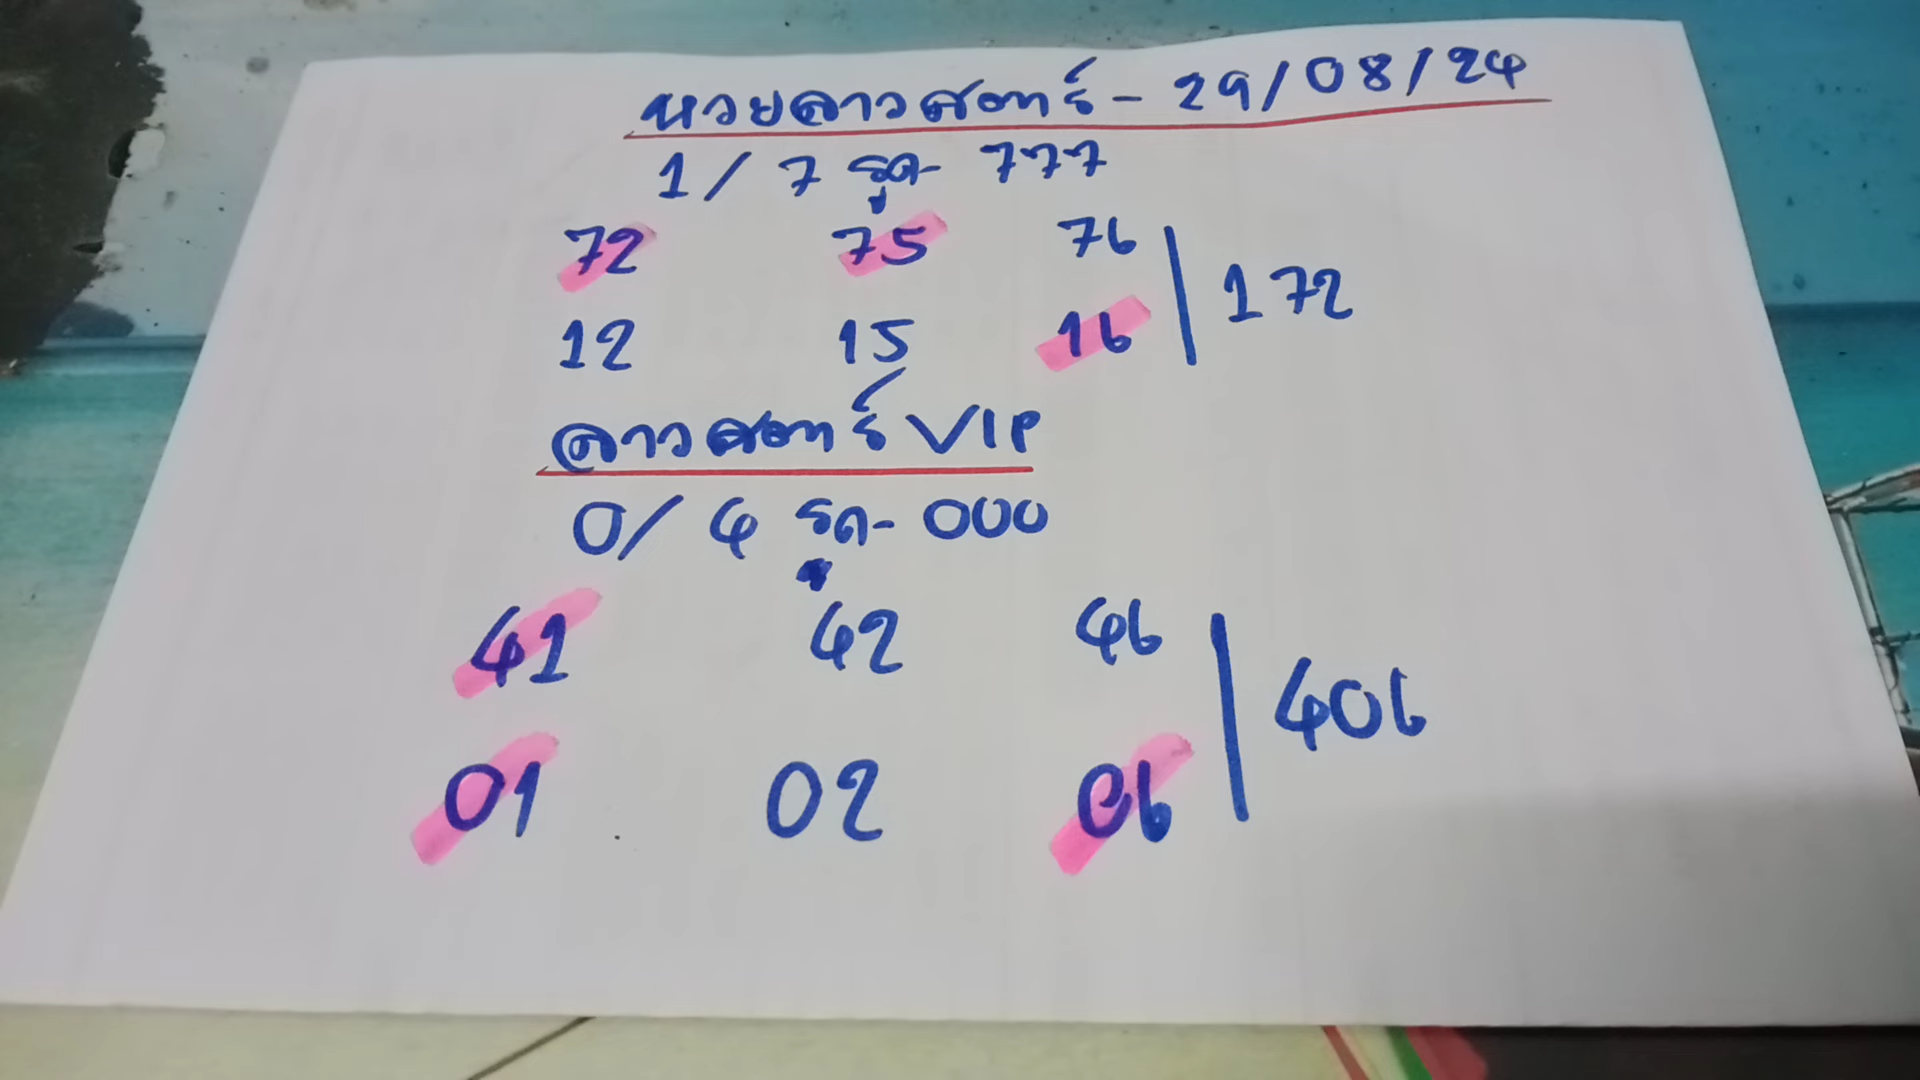 หวยลาวสตาร์ - 29/08/24
1 / 7 รูด - 777
72 75 76
172
12 15 16
ลาวสตาร์ VIP
0 / 4 รูด - 000
41 42 46
406
01 02 06